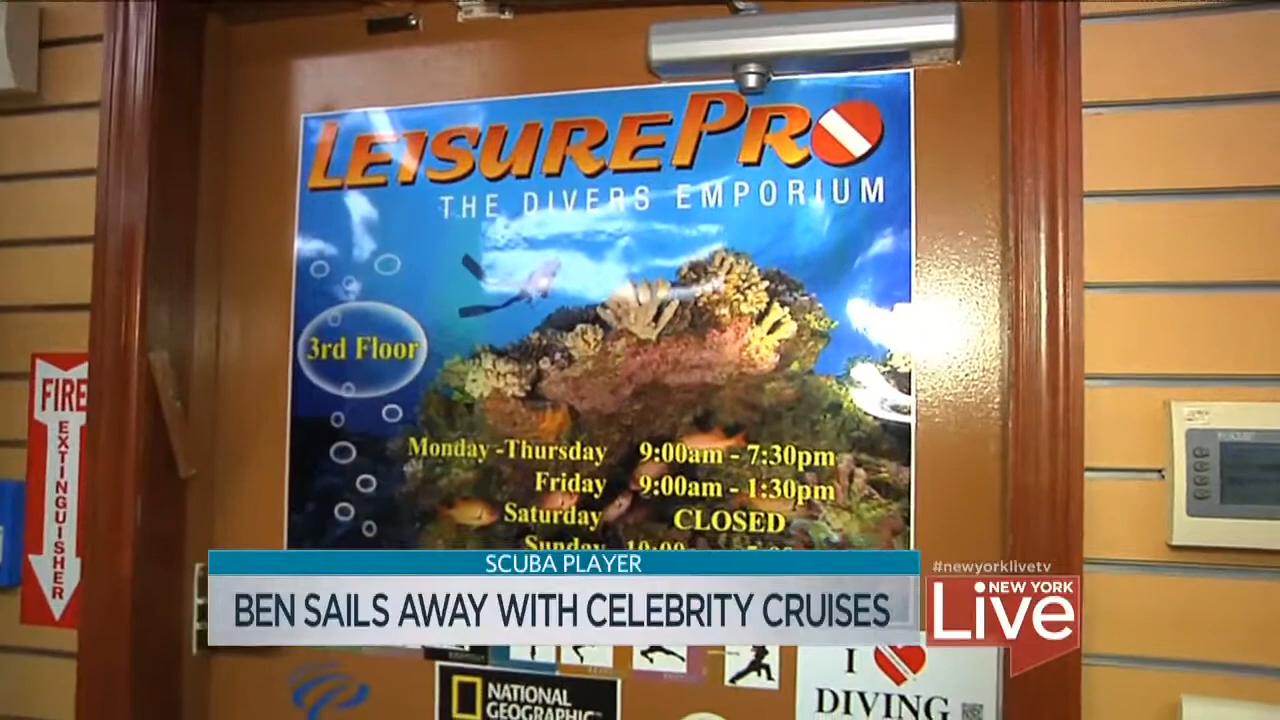 LEISUREPRO
THE DIVERS EMPORIUM
3rd Floor
FIRE
EXTINGUISHER
Monday -Thursday 9:00am - 7:30pm
Friday 9:00am - 1:30pm
Saturday CLOSED
Sunday
SCUBA PLAYER
BEN SAILS AWAY WITH CELEBRITY CRUISES
#newyorklivetv
NEW YORK
Live
NATIONAL
GEOGRAPHIC
I
DIVING